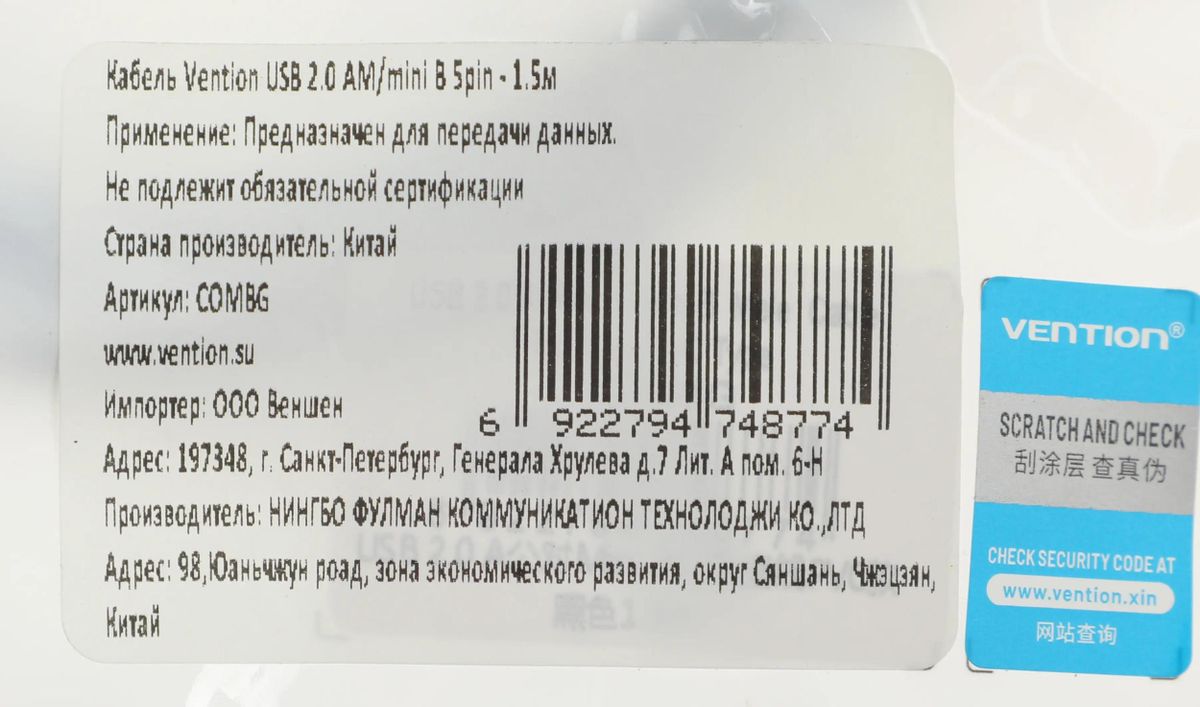 Кабель Vention USB 2.0 AM/mini B 5pin - 1.5м
Применение: Предназначен для передачи данных.
Не подлежит обязательной сертификации
Страна производитель: Китай
Артикул: COMBG
www.vention.su
Импортер: ООО Веншен
6 922794 748774
Адрес: 197348, г. Санкт-Петербург, Генерала Хрулева д.7 Лит. А пом. 6-Н
Производитель: НИНГБО ФУЛМАН КОММУНИКАТИОН ТЕХНОЛОДЖИ КО.,ЛТД
Адрес: 98,Юаньчжун роад, зона экономического развития, округ Сяншань, Чжэцзян,
Китай
VENTION®
SCRATCH AND CHECK
刮涂层 查真伪
CHECK SECURITY CODE AT
www.vention.xin
网站查询